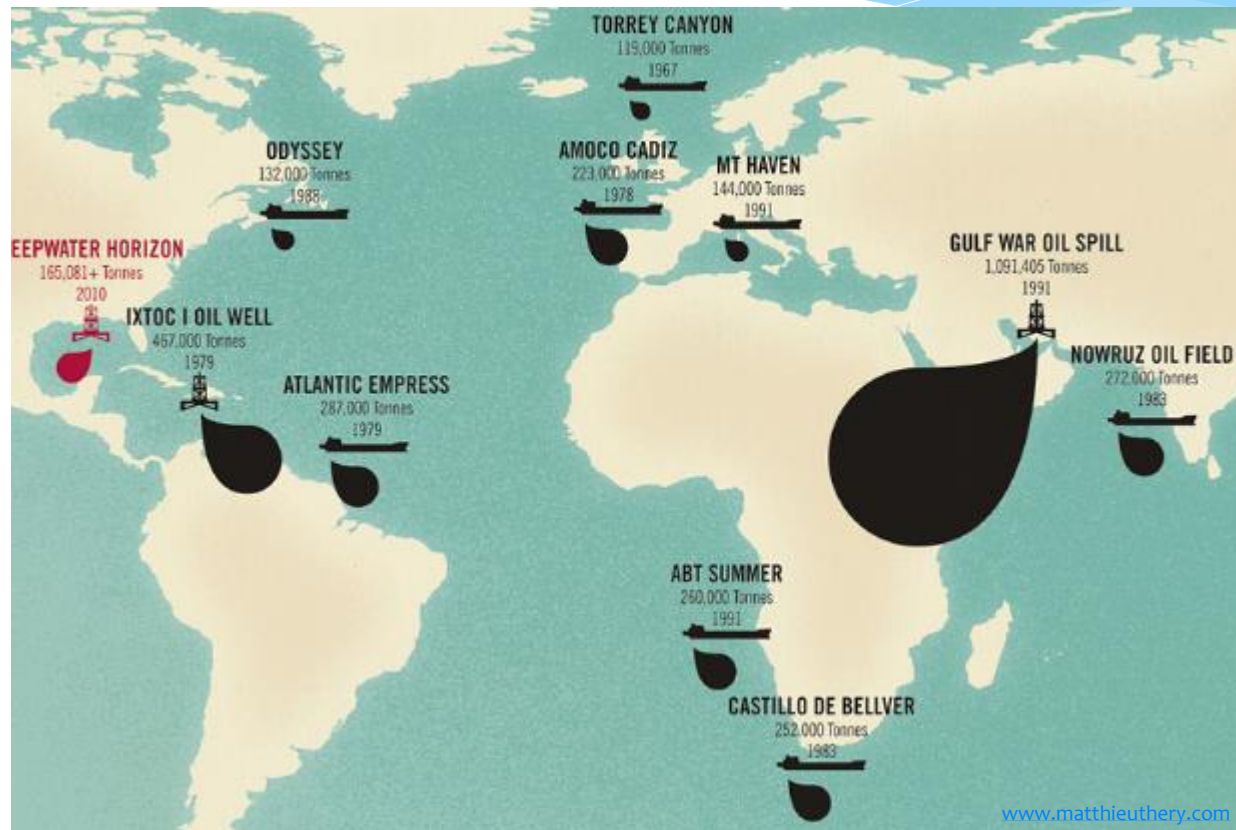 TORREY CANYON
119,000 Tonnes
1967
ODYSSEY
132,000 Tonnes
1988
AMOCO CADIZ
223,000 Tonnes
1978
MT HAVEN
144,000 Tonnes
1991
EEPWATER HORIZON
165,081+ Tonnes
2010
GULF WAR OIL SPILL
1,091,405 Tonnes
1991
IXTOC I OIL WELL
467,000 Tonnes
1979
NOWRUZ OIL FIELD
272,000 Tonnes
1983
ATLANTIC EMPRESS
287,000 Tonnes
1979
ABT SUMMER
260,000 Tonnes
1991
CASTILLO DE BELLVER
252,000 Tonnes
1983
www.matthieuthery.com